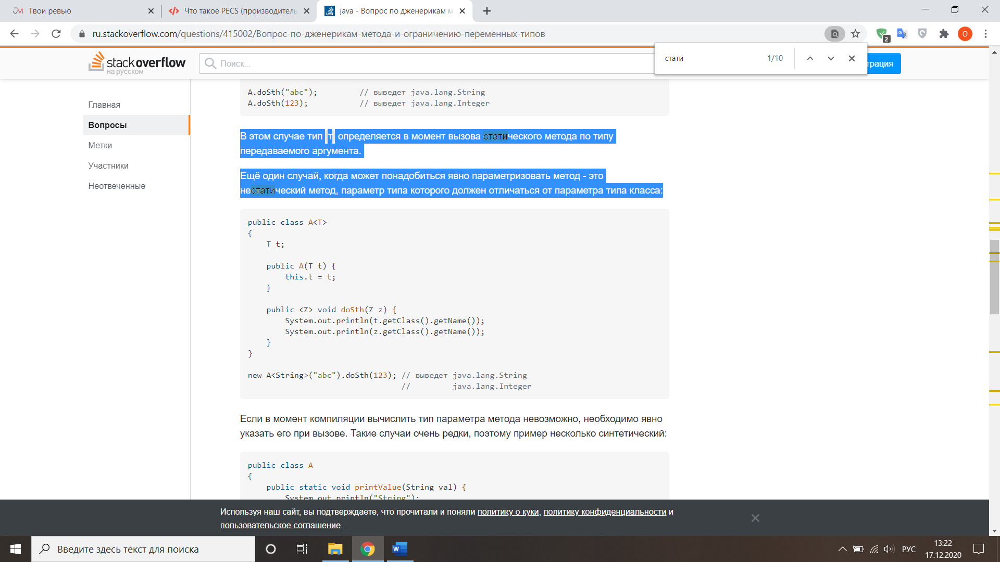 Твои ревью
Что такое PECS (производитель
java - Вопрос по дженерикам м
ru.stackoverflow.com/questions/415002/Вопрос-по-дженерикам-метода-и-ограничению-переменных-типов
2
O
стати
1/10
stackoverflow
на русском
Поиск...
трация
Главная
Вопросы
Метки
Участники
Неотвеченные
A.doSth("abc"); // выведет java.lang.String
A.doSth(123); // выведет java.lang.Integer
В этом случае тип T определяется в момент вызова статического метода по типу
передаваемого аргумента.
Ещё один случай, когда может понадобиться явно параметризовать метод - это
нестатический метод, параметр типа которого должен отличаться от параметра типа класса:
public class A<T>
{
T t;
public A(T t) {
this.t = t;
}
public <Z> void doSth(Z z) {
System.out.println(t.getClass().getName());
System.out.println(z.getClass().getName());
}
}
new A<String>("abc").doSth(123); // выведет java.lang.String
// java.lang.Integer
Если в момент компиляции вычислить тип параметра метода невозможно, необходимо явно
указать его при вызове. Такие случаи очень редки, поэтому пример несколько синтетический:
public class A
{
public static void printValue(String val) {
System.out.println("String");
Используя наш сайт, вы подтверждаете, что прочитали и поняли политику о куки, политику конфиденциальности и
пользовательское соглашение.
Введите здесь текст для поиска
РУС
13:22
17.12.2020